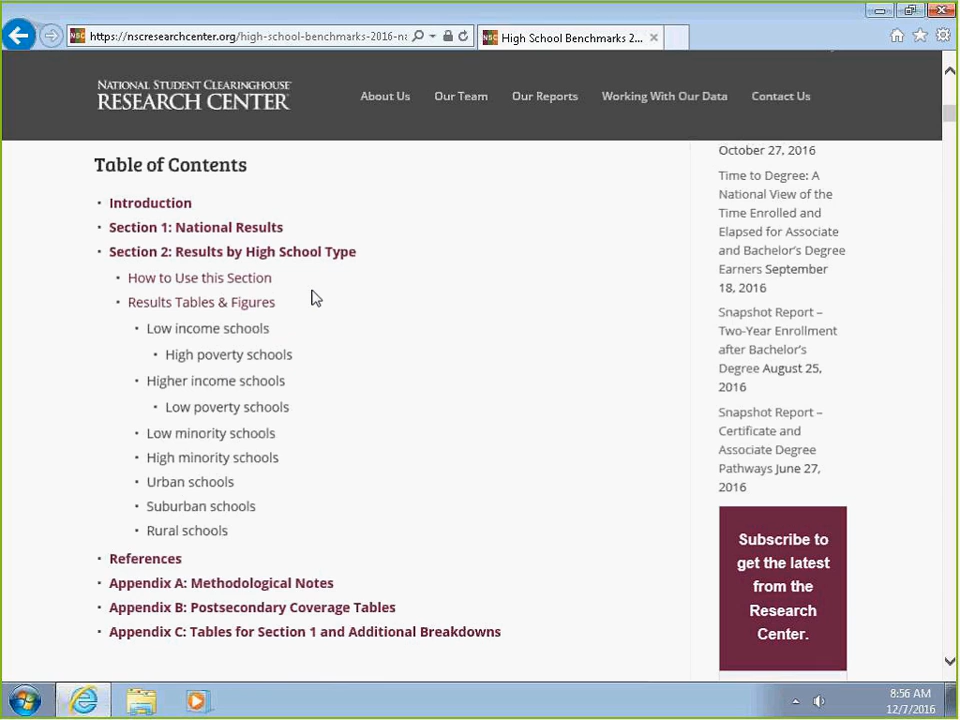 https://nscresearchcenter.org/high-school-benchmarks-2016-na
High School Benchmarks 2...
NATIONAL STUDENT CLEARINGHOUSE
RESEARCH CENTER
About Us
Our Team
Our Reports
Working With Our Data
Contact Us
Table of Contents
Introduction
Section 1: National Results
Section 2: Results by High School Type
How to Use this Section
Results Tables & Figures
Low income schools
High poverty schools
Higher income schools
Low poverty schools
Low minority schools
High minority schools
Urban schools
Suburban schools
Rural schools
References
Appendix A: Methodological Notes
Appendix B: Postsecondary Coverage Tables
Appendix C: Tables for Section 1 and Additional Breakdowns
October 27, 2016
Time to Degree: A
National View of the
Time Enrolled and
Elapsed for Associate
and Bachelor's Degree
Earners September
18, 2016
Snapshot Report –
Two-Year Enrollment
after Bachelor's
Degree August 25,
2016
Snapshot Report –
Certificate and
Associate Degree
Pathways June 27,
2016
Subscribe to
get the latest
from the
Research
Center.
8:56 AM
12/7/2016